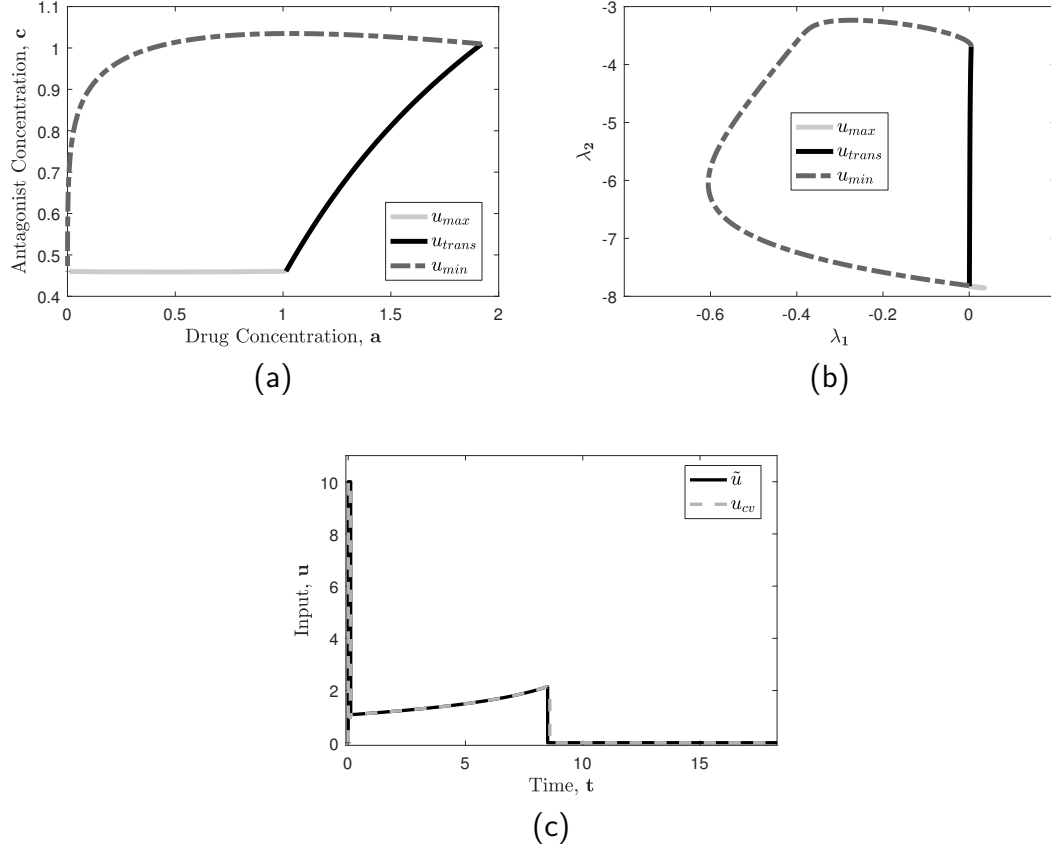 1.1
1
0.9
0.8
0.7
0.6
0.5
0.4
Antagonist Concentration, c
0 0.5 1 1.5 2
Drug Concentration, a
u_max
u_trans
u_min
(a)
-3
-4
-5
-6
-7
-8
λ_2
-0.6 -0.4 -0.2 0
λ_1
u_max
u_trans
u_min
(b)
10
8
6
4
2
0
Input, u
0 5 10 15
Time, t
ũ
u_cv
(c)